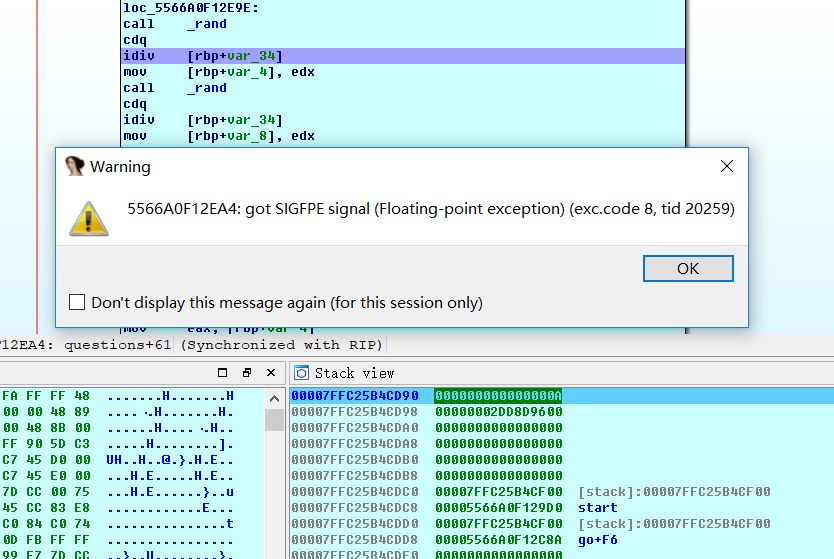 loc_5566A0F12E9E:
call _rand
cdq
idiv [rbp+var_34]
mov [rbp+var_4], edx
call _rand
cdq
idiv [rbp+var_34]
mov [rbp+var_8], edx
Warning
5566A0F12EA4: got SIGFPE signal (Floating-point exception) (exc.code 8, tid 20259)
OK
Don't display this message again (for this session only)
mov eax, [rbp+var_4]
F12EA4: questions+61 (Synchronized with RIP)
Stack view
FA FF FF 48 .......H.......H
00 00 48 89
00 48 8B 00
FF 90 5D C3 .....H........].
C7 45 D0 00 UH..H..@.}.H.E..
C7 45 E0 00 ...H.E.....H.E..
7D CC 00 75 ...H.E......}..u
45 CC 83 E8 ............E...
C0 84 C0 74 ...............t
0D FB FF FF
99 F7 7D CC
00007FFC25B4CD90 000000000000000A
00007FFC25B4CD98 00000002DD8D9600
00007FFC25B4CDA0 0000000000000000
00007FFC25B4CDA8 0000000000000000
00007FFC25B4CDB0 0000000000000000
00007FFC25B4CDB8 0000000000000000
00007FFC25B4CDC0 00007FFC25B4CF00 [stack]:00007FFC25B4CF00
00007FFC25B4CDC8 00005566A0F129D0 start
00007FFC25B4CDD0 00007FFC25B4CF00 [stack]:00007FFC25B4CF00
00007FFC25B4CDD8 00005566A0F12C8A go+F6
00007FFC25B4CDE0 0000000000000000